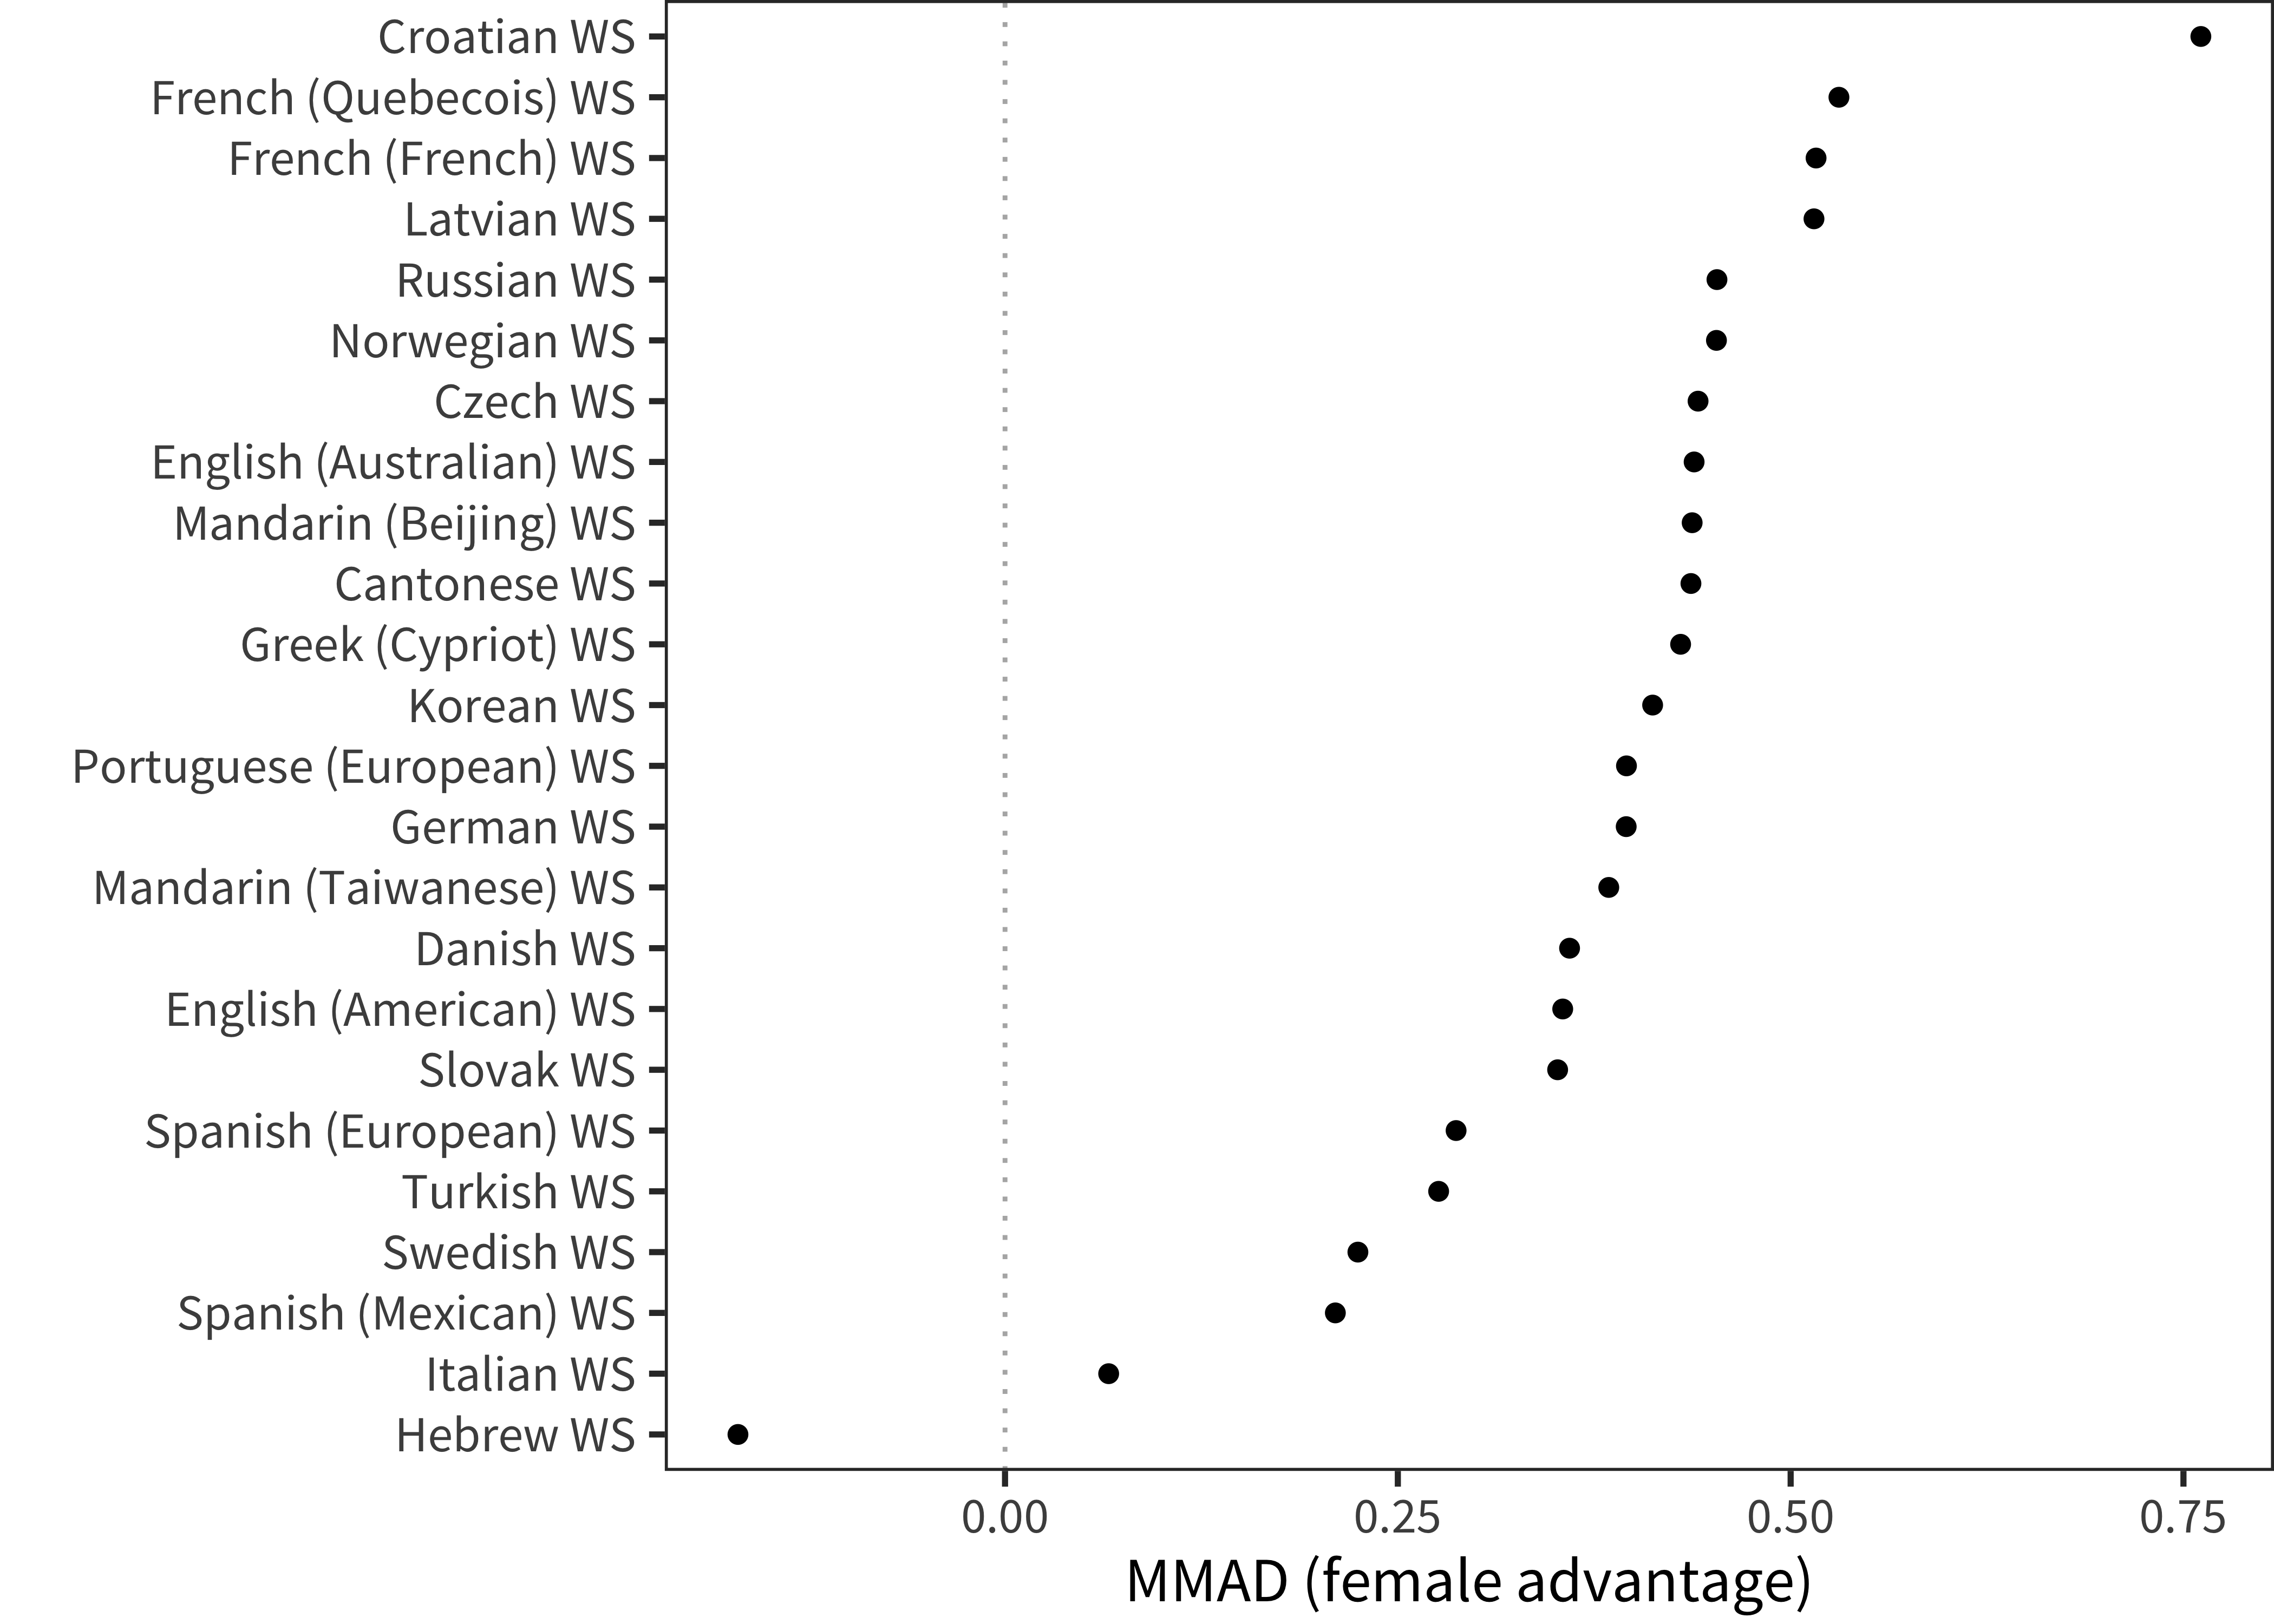 Croatian WS
French (Quebecois) WS
French (French) WS
Latvian WS
Russian WS
Norwegian WS
Czech WS
English (Australian) WS
Mandarin (Beijing) WS
Cantonese WS
Greek (Cypriot) WS
Korean WS
Portuguese (European) WS
German WS
Mandarin (Taiwanese) WS
Danish WS
English (American) WS
Slovak WS
Spanish (European) WS
Turkish WS
Swedish WS
Spanish (Mexican) WS
Italian WS
Hebrew WS
0.00 0.25 0.50 0.75
MMAD (female advantage)